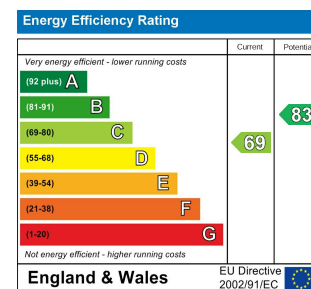 Energy Efficiency Rating
Current
Potentia
Very energy efficient - lower running costs
(92 plus) A
(81-91) B
(69-80) C
(55-68) D
(39-54) E
(21-38) F
(1-20) G
69
83
Not energy efficient - higher running costs
England & Wales
EU Directive
2002/91/EC